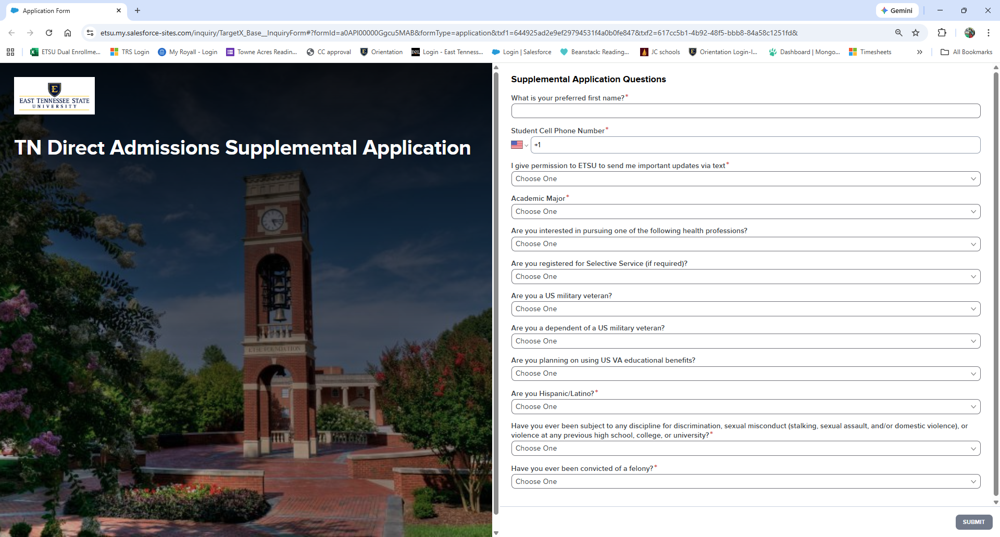 Application Form
Gemini
etsu.my.salesforce-sites.com/inquiry/TargetX_Base__InquiryForm#?formId=a0API00000Ggcu5MAB&formType=application&txf1=644925ad2e9ef29794531f4a0b0fe847&txf2=617cc5b1-4b92-48f5-bbb8-84a58c1251fd&
ETSU Dual Enrollme... TRS Login My Royall - Login Towne Acres Readin... CC approval Orientation D2L Login - East Tenness... Login | Salesforce Beanstack: Reading... JC schools Orientation Login-I... Dashboard | Mongo... Timesheets » All Bookmarks
E
EAST TENNESSEE STATE
UNIVERSITY
TN Direct Admissions Supplemental Application
ETSU FOUNDATION
Supplemental Application Questions
What is your preferred first name?*
Student Cell Phone Number*
+1
I give permission to ETSU to send me important updates via text*
Choose One
Academic Major*
Choose One
Are you interested in pursuing one of the following health professions?
Choose One
Are you registered for Selective Service (if required)?
Choose One
Are you a US military veteran?
Choose One
Are you a dependent of a US military veteran?
Choose One
Are you planning on using US VA educational benefits?
Choose One
Are you Hispanic/Latino?*
Choose One
Have you ever been subject to any discipline for discrimination, sexual misconduct (stalking, sexual assault, and/or domestic violence), or
violence at any previous high school, college, or university?*
Choose One
Have you ever been convicted of a felony?*
Choose One
SUBMIT